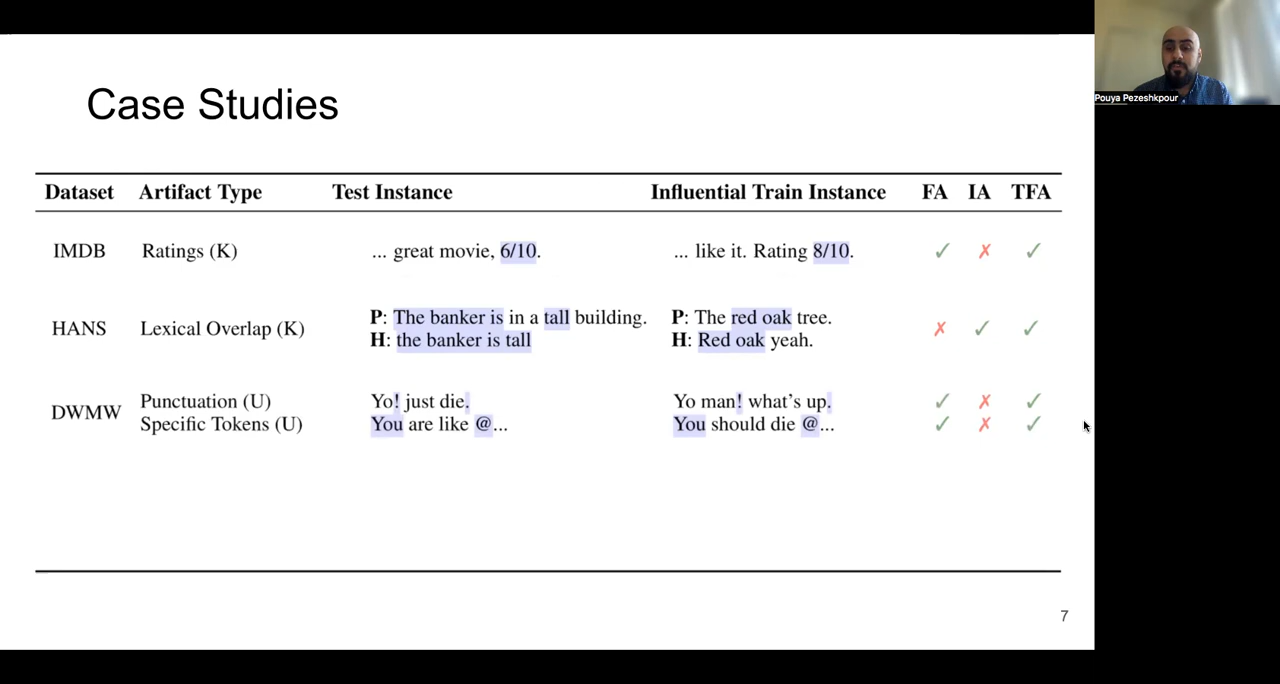 Pouya Pezeshkpour
Case Studies
Dataset Artifact Type Test Instance Influential Train Instance FA IA TFA
IMDB Ratings (K) ... great movie, 6/10. ... like it. Rating 8/10. ✓ ✗ ✓
HANS Lexical Overlap (K) P: The banker is in a tall building. P: The red oak tree. ✗ ✓ ✓
H: the banker is tall H: Red oak yeah.
DWMW Punctuation (U) Yo! just die. Yo man! what's up. ✓ ✗ ✓
Specific Tokens (U) You are like @... You should die @... ✓ ✗ ✓
7